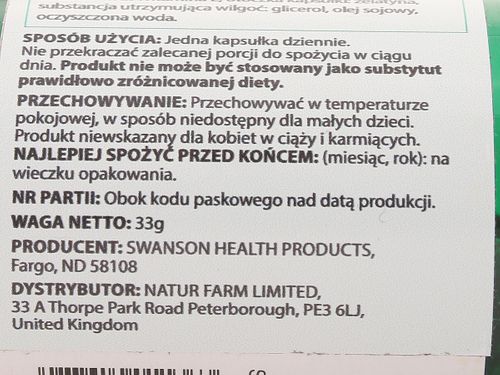 substancja utrzymująca wilgoć: glicerol, olej sojowy,
oczyszczona woda.
SPOSÓB UŻYCIA: Jedna kapsułka dziennie.
Nie przekraczać zalecanej porcji do spożycia w ciągu
dnia. Produkt nie może być stosowany jako substytut
prawidłowo zróżnicowanej diety.
PRZECHOWYWANIE: Przechowywać w temperaturze
pokojowej, w sposób niedostępny dla małych dzieci.
Produkt niewskazany dla kobiet w ciąży i karmiących.
NAJLEPIEJ SPOŻYĆ PRZED KOŃCEM: (miesiąc, rok): na
wieczku opakowania.
NR PARTII: Obok kodu paskowego nad datą produkcji.
WAGA NETTO: 33g
PRODUCENT: SWANSON HEALTH PRODUCTS,
Fargo, ND 58108
DYSTRYBUTOR: NATUR FARM LIMITED,
33 A Thorpe Park Road Peterborough, PE3 6LJ,
United Kingdom